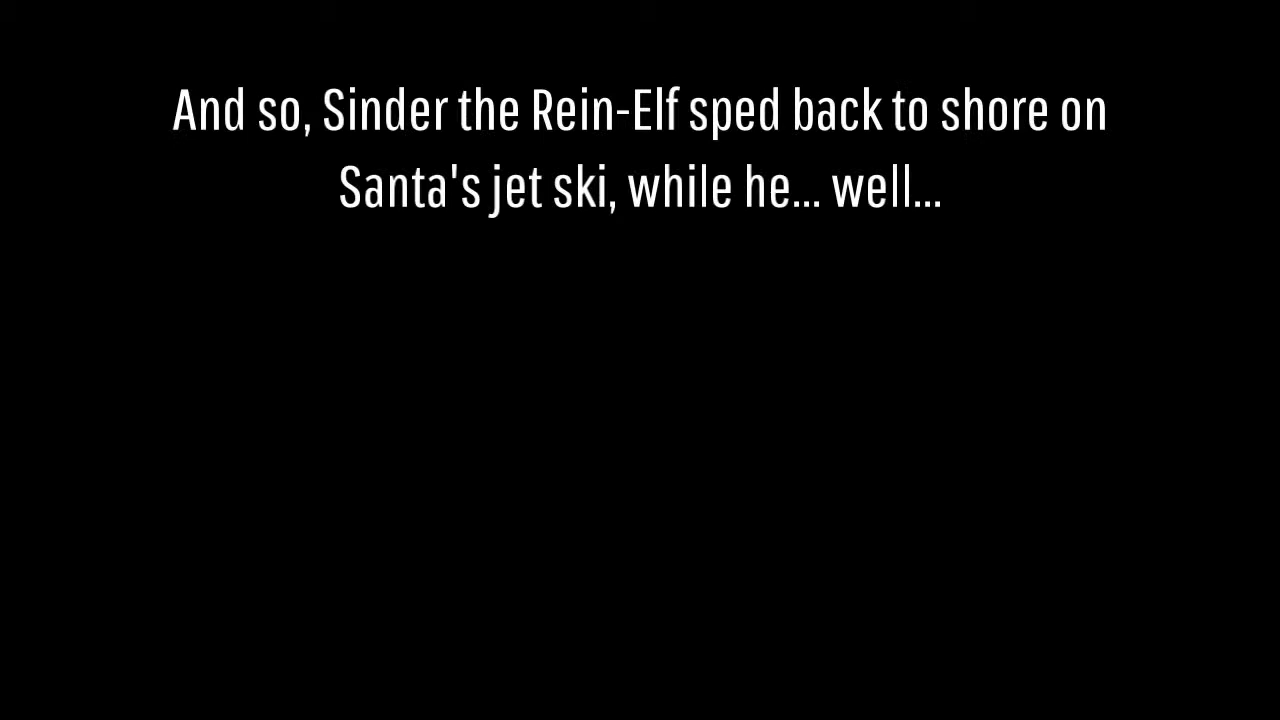 And so, Sinder the Rein-Elf sped back to shore on
Santa's jet ski, while he... well...